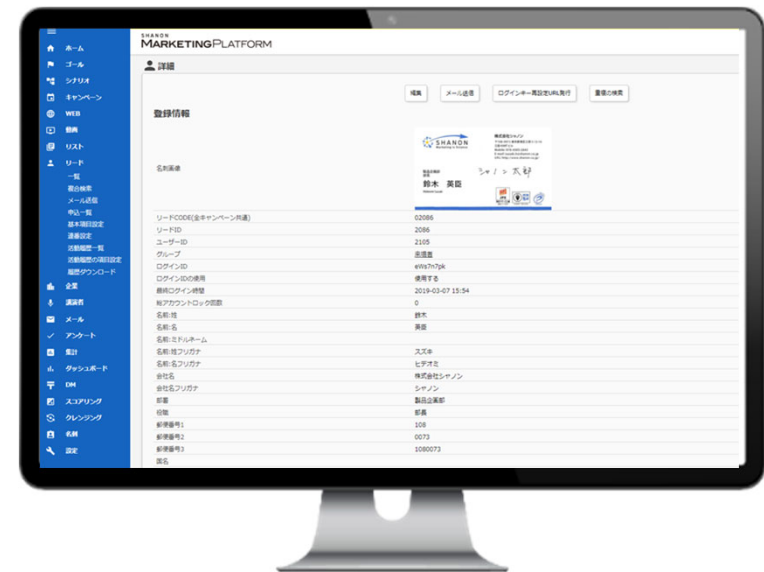 SHANON
MARKETINGPLATFORM
ホーム
ゴール
シナリオ
キャンペーン
WEB
動画
リスト
リード
一覧
複合検索
メール送信
申込一覧
基本項目設定
連番設定
活動履歴一覧
活動履歴の項目設定
履歴ダウンロード
企業
講演者
メール
アンケート
集計
ダッシュボード
DM
スコアリング
クレンジング
名刺
設定
詳細
編集 メール送信 ログインキー再設定URL発行 重複の検索
登録情報
名刺画像
SHANON
株式会社シャノン
シャノン太郎
鈴木 英臣
リードCODE(全キャンペーン共通) 02086
リードID 2086
ユーザーID 2105
グループ
ログインID eWs7n7pk
ログインIDの使用 使用する
最終ログイン時間 2019-03-07 15:54
総アカウントロック回数 0
名前:姓 鈴木
名前:名 英臣
名前:ミドルネーム
名前:姓フリガナ スズキ
名前:名フリガナ ヒデオミ
会社名 株式会社シャノン
会社名フリガナ シャノン
部署 製品企画部
役職 部長
郵便番号1 108
郵便番号2 0073
郵便番号3 1080073
国名